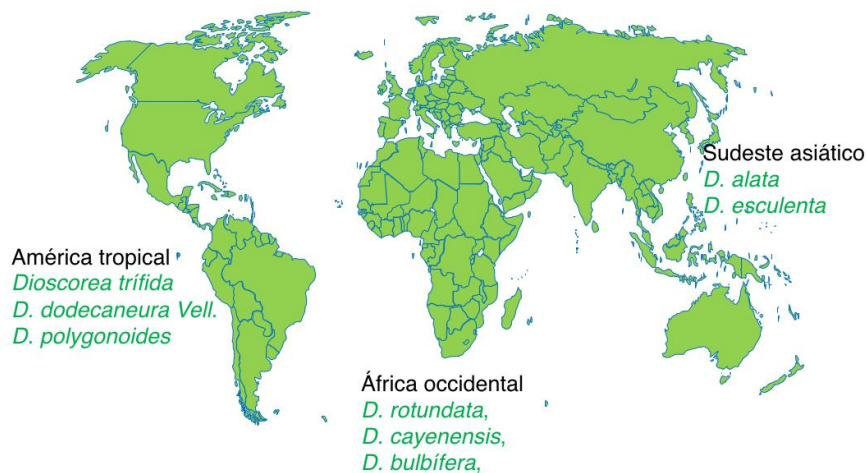 Sudeste asiático
D. alata
D. esculenta
América tropical
Dioscorea trífida
D. dodecaneura Vell.
D. polygonoides
África occidental
D. rotundata,
D. cayenensis,
D. bulbífera,